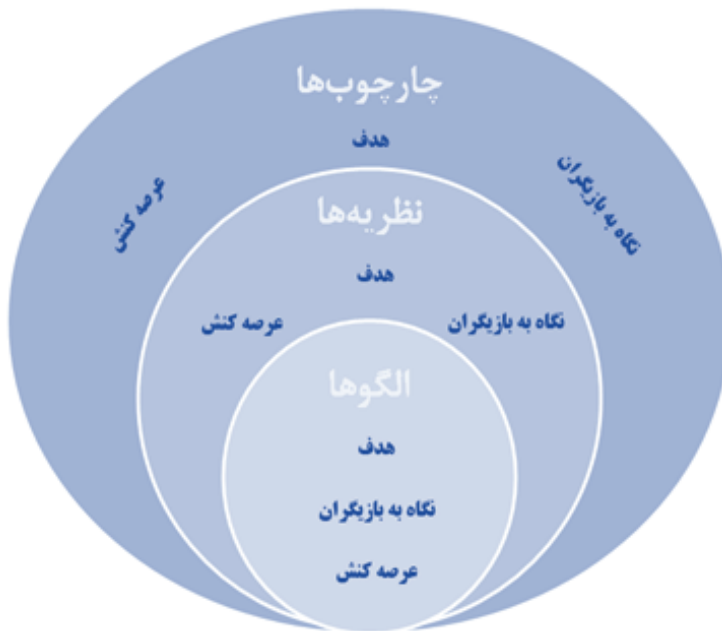 چارچوب‌ها
هدف
نگاه به بازیگران
عرصه کنش
نظریه‌ها
هدف
نگاه به بازیگران
عرصه کنش
الگوها
هدف
نگاه به بازیگران
عرصه کنش